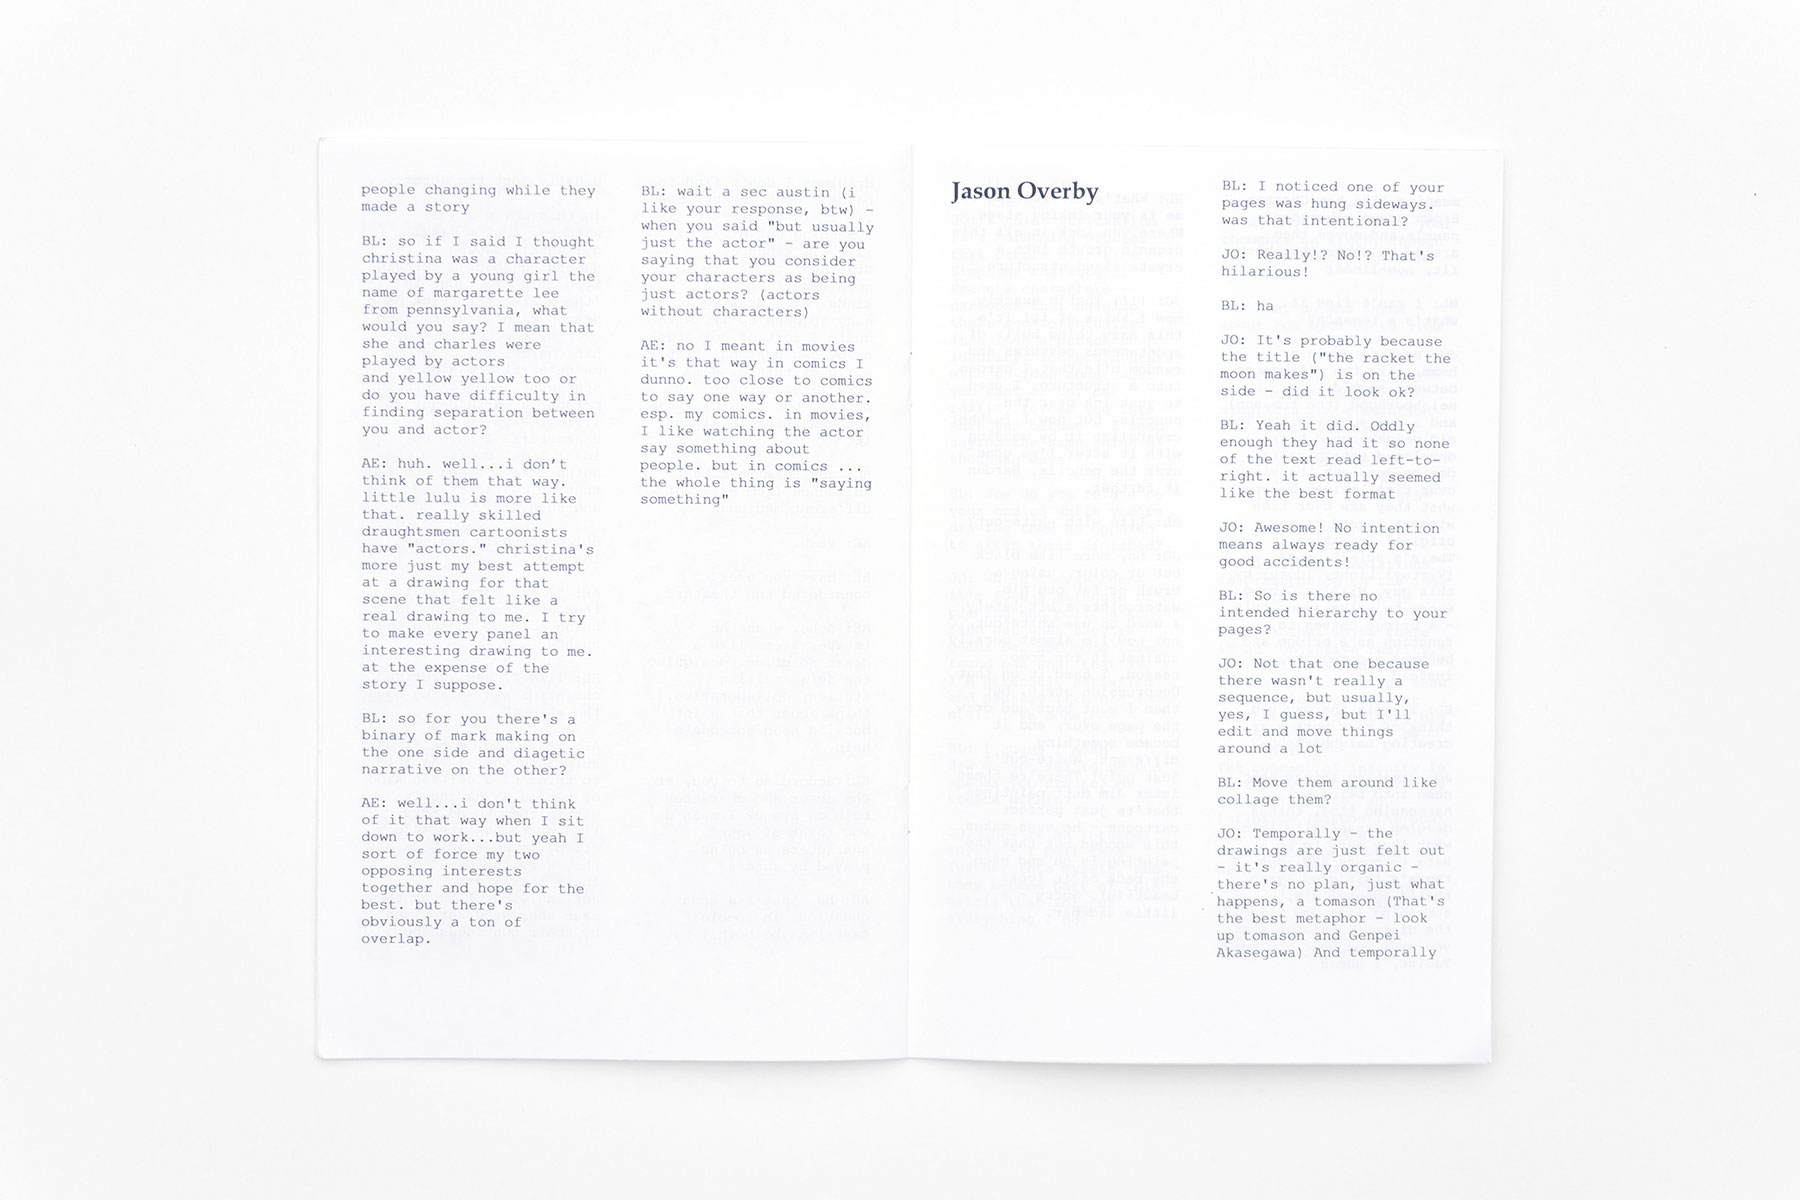 people changing while they
made a story
BL: so if I said I thought
christina was a character
played by a young girl the
name of margarette lee
from pennsylvania, what
would you say? I mean that
she and charles were
played by actors
and yellow yellow too or
do you have difficulty in
finding separation between
you and actor?
AE: huh. well...i don't
think of them that way.
little lulu is more like
that. really skilled
draughtsmen cartoonists
have "actors." christina's
more just my best attempt
at a drawing for that
scene that felt like a
real drawing to me. I try
to make every panel an
interesting drawing to me.
at the expense of the
story I suppose.
BL: so for you there's a
binary of mark making on
the one side and diagetic
narrative on the other?
AE: well...i don't think
of it that way when I sit
down to work...but yeah I
sort of force my two
opposing interests
together and hope for the
best. but there's
obviously a ton of
overlap.
BL: wait a sec austin (i
like your response, btw) -
when you said "but usually
just the actor" - are you
saying that you consider
your characters as being
just actors? (actors
without characters)
AE: no I meant in movies
it's that way in comics I
dunno. too close to comics
to say one way or another.
esp. my comics. in movies,
I like watching the actor
say something about
people. but in comics ...
the whole thing is "saying
something"
Jason Overby
BL: I noticed one of your
pages was hung sideways.
was that intentional?
JO: Really!? No!? That's
hilarious!
BL: ha
JO: It's probably because
the title ("the racket the
moon makes") is on the
side - did it look ok?
BL: Yeah it did. Oddly
enough they had it so none
of the text read left-to-
right. it actually seemed
like the best format
JO: Awesome! No intention
means always ready for
good accidents!
BL: So is there no
intended hierarchy to your
pages?
JO: Not that one because
there wasn't really a
sequence, but usually,
yes, I guess, but I'll
edit and move things
around a lot
BL: Move them around like
collage them?
JO: Temporally - the
drawings are just felt out
- it's really organic -
there's no plan, just what
happens, a tomason (That's
the best metaphor - look
up tomason and Genpei
Akasegawa) And temporally